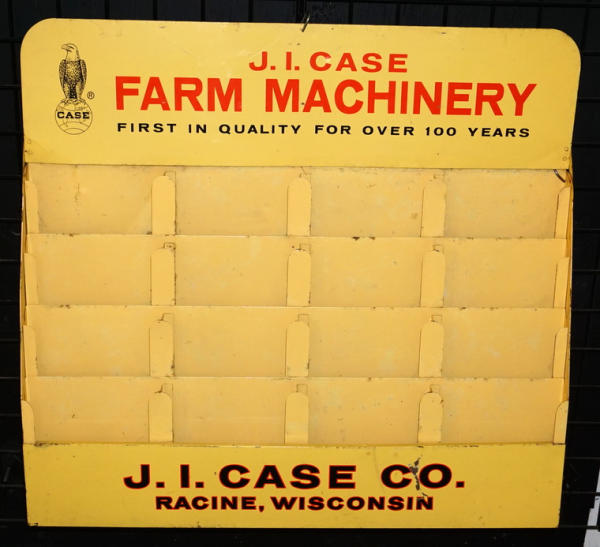 J. I. CASE
FARM MACHINERY
CASE ®
FIRST IN QUALITY FOR OVER 100 YEARS
J. I. CASE CO.
RACINE, WISCONSIN